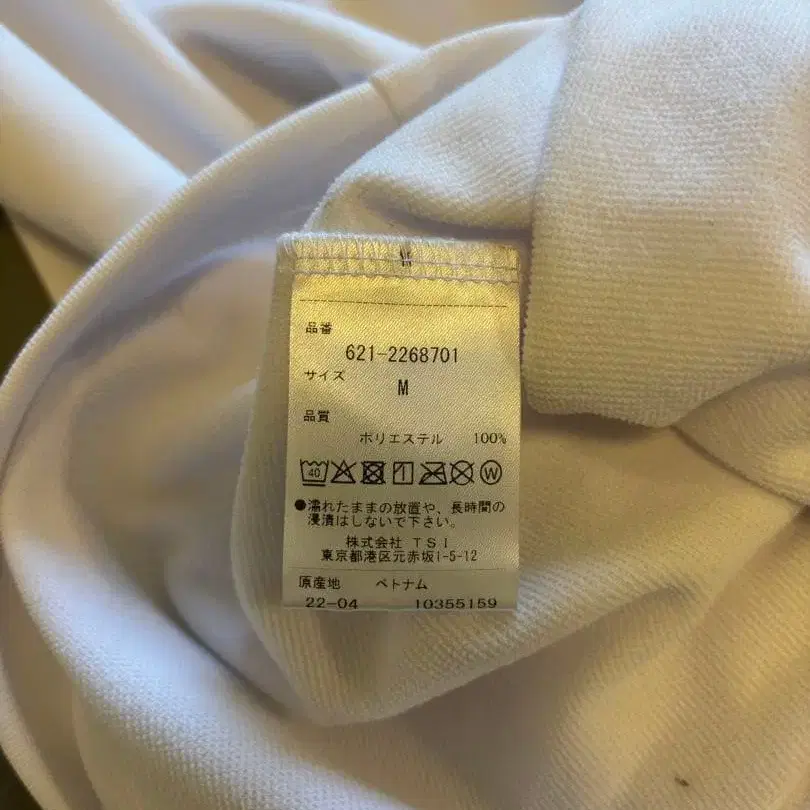 品番
621-2268701
サイズ
M
品質
ポリエステル 100%
40 W
●濡れたままの放置や、長時間の
浸漬はしないで下さい。
株式会社 TSI
東京都港区元赤坂1-5-12
原産地 ベトナム
22-04 10355159